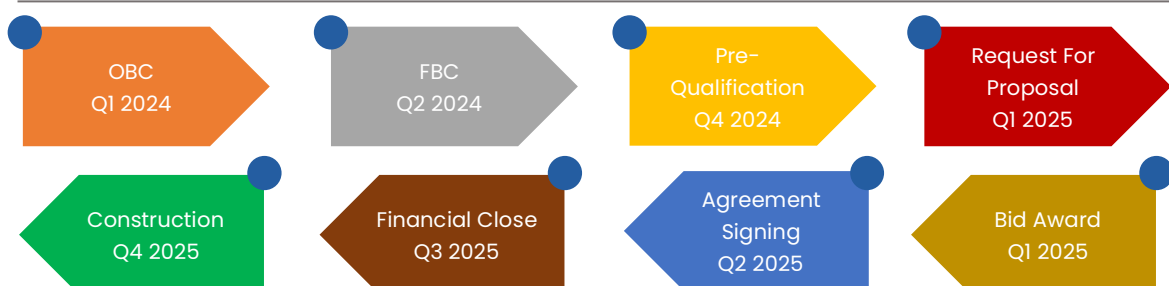 OBC
Q1 2024
FBC
Q2 2024
Pre-
Qualification
Q4 2024
Request For
Proposal
Q1 2025
Construction
Q4 2025
Financial Close
Q3 2025
Agreement
Signing
Q2 2025
Bid Award
Q1 2025